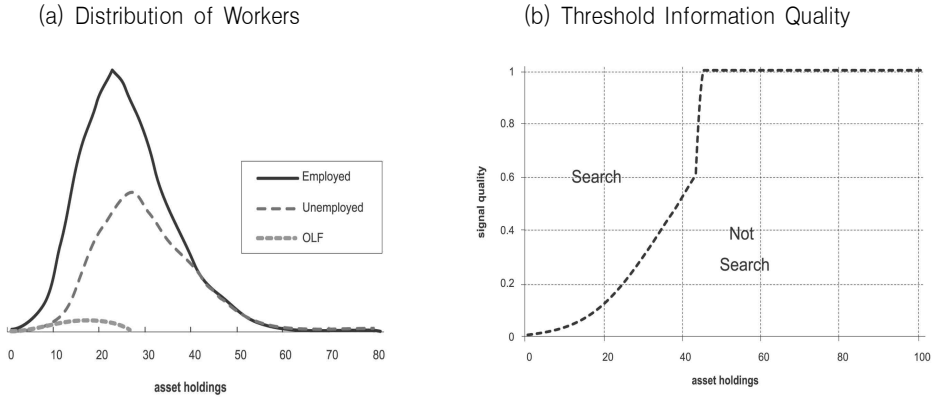 (a) Distribution of Workers
Employed
Unemployed
OLF
0 10 20 30 40 50 60 70 80
asset holdings
(b) Threshold Information Quality
1
0.8
0.6
0.4
0.2
0
signal quality
Search
Not
Search
0 20 40 60 80 100
asset holdings